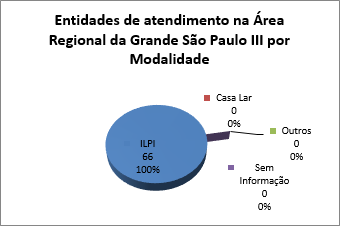 Entidades de atendimento na Área
Regional da Grande São Paulo III por
Modalidade
Casa Lar
0
0%
Outros
0
0%
ILPI
66
100%
Sem
Informação
0
0%